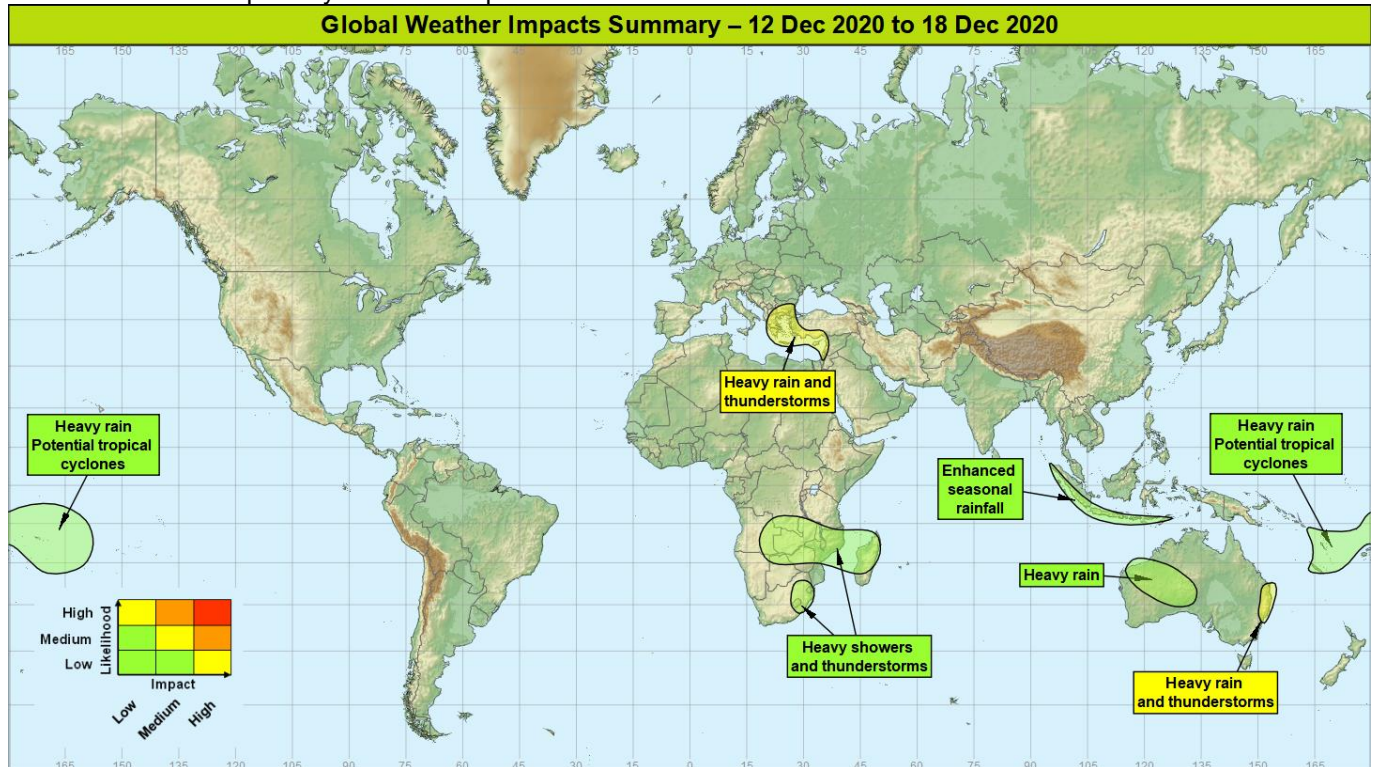 Global Weather Impacts Summary – 12 Dec 2020 to 18 Dec 2020
165 150 135 120 105 90 75 60 45 30 15 0 15 30 45 60 75 90 105 120 135 150 165
Heavy rain and
thunderstorms
Heavy rain
Potential tropical
cyclones
Heavy rain
Potential tropical
cyclones
Enhanced
seasonal
rainfall
Heavy rain
Heavy showers
and thunderstorms
Heavy rain
and thunderstorms
High
Medium
Low
Likelihood
Impact
Low
Medium
High
165 150 135 120 105 90 75 60 45 30 15 0 15 30 45 60 75 90 105 120 135 150 165